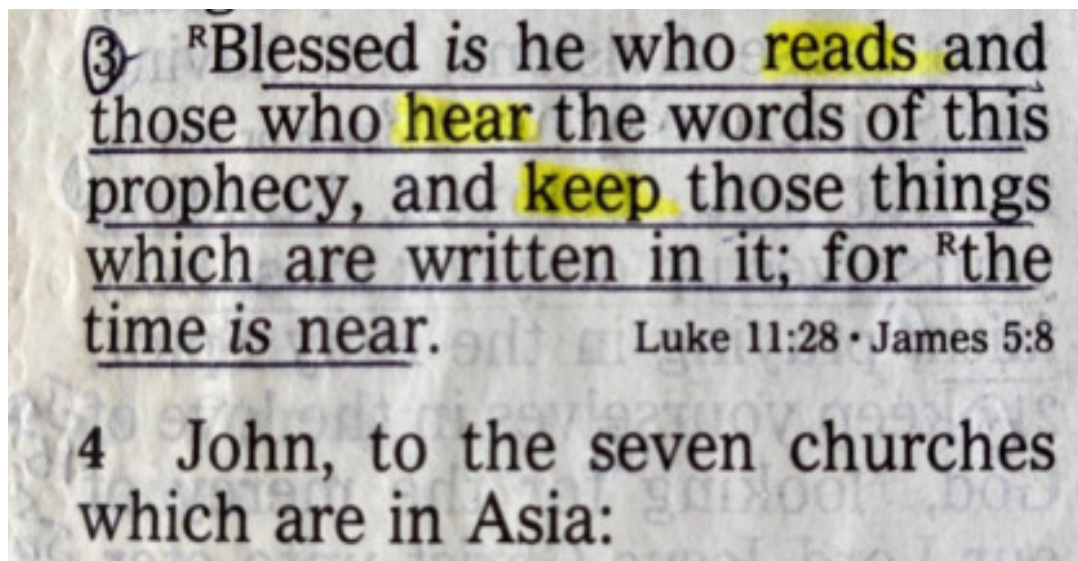 3 ᴿBlessed is he who reads and
those who hear the words of this
prophecy, and keep those things
which are written in it; for ᴿthe
time is near. Luke 11:28 · James 5:8
4 John, to the seven churches
which are in Asia: